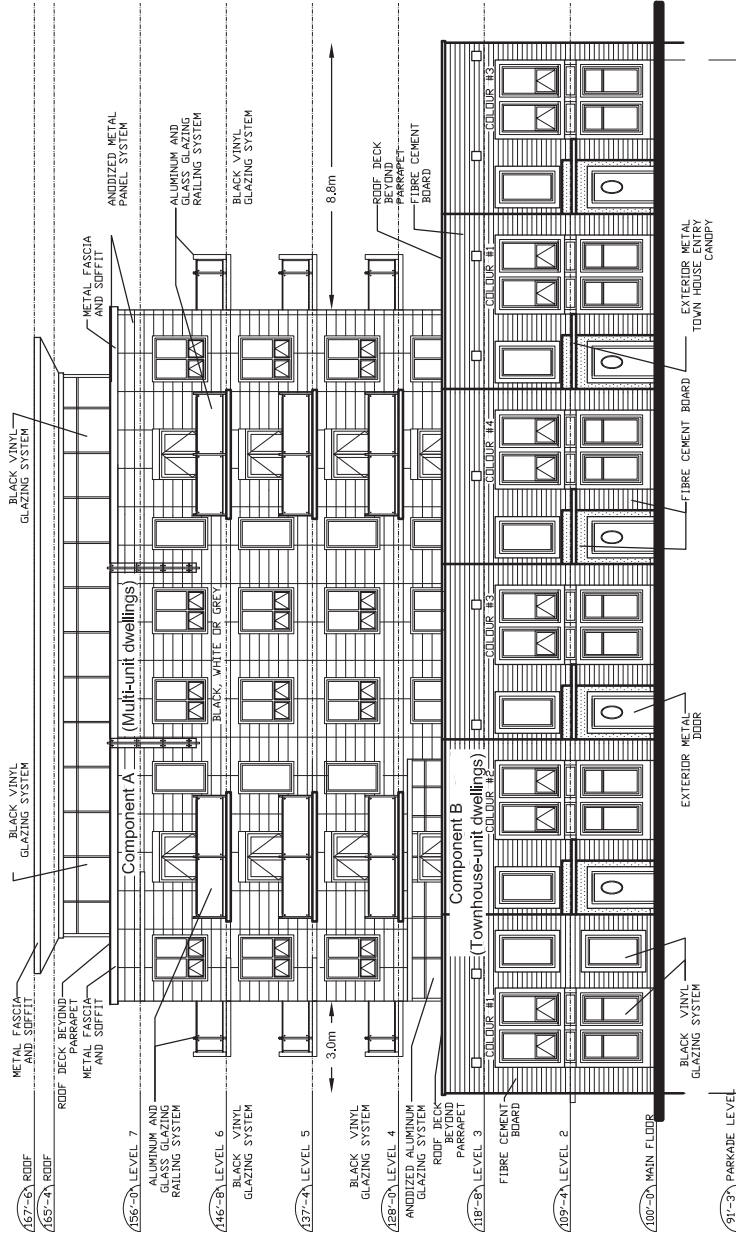 BLACK VINYL
GLAZING SYSTEM
BLACK VINYL
GLAZING SYSTEM
METAL FASCIA
AND SOFFIT
ROOF DECK BEYOND
PARRAPET
METAL FASCIA
AND SOFFIT
METAL FASCIA
AND SOFFIT
ANODIZED METAL
PANEL SYSTEM
ALUMINUM AND
GLASS GLAZING
RAILING SYSTEM
BLACK VINYL
GLAZING SYSTEM
8.8m
ROOF DECK
BEYOND
PARRAPET
FIBRE CEMENT
BOARD
167'-6" ROOF
165'-4" ROOF
156'-0" LEVEL 7
146'-8" LEVEL 6
137'-4" LEVEL 5
128'-0" LEVEL 4
118'-8" LEVEL 3
109'-4" LEVEL 2
100'-0" MAIN FLOOR
91'-3" PARKADE LEVEL
Component A (Multi-unit dwellings)
BLACK, WHITE OR GREY
ALUMINUM AND
GLASS GLAZING
RAILING SYSTEM
BLACK VINYL
GLAZING SYSTEM
3.0m
BLACK VINYL
GLAZING SYSTEM
ANODIZED ALUMINUM
GLAZING SYSTEM
ROOF DECK
BEYOND
PARRAPET
FIBRE CEMENT
BOARD
Component B
(Townhouse-unit dwellings)
COLOUR #1
COLOUR #2
COLOUR #3
COLOUR #4
COLOUR #1
COLOUR #3
BLACK VINYL
GLAZING SYSTEM
EXTERIOR METAL
DOOR
FIBRE CEMENT BOARD
EXTERIOR METAL
TOWN HOUSE ENTRY
CANOPY